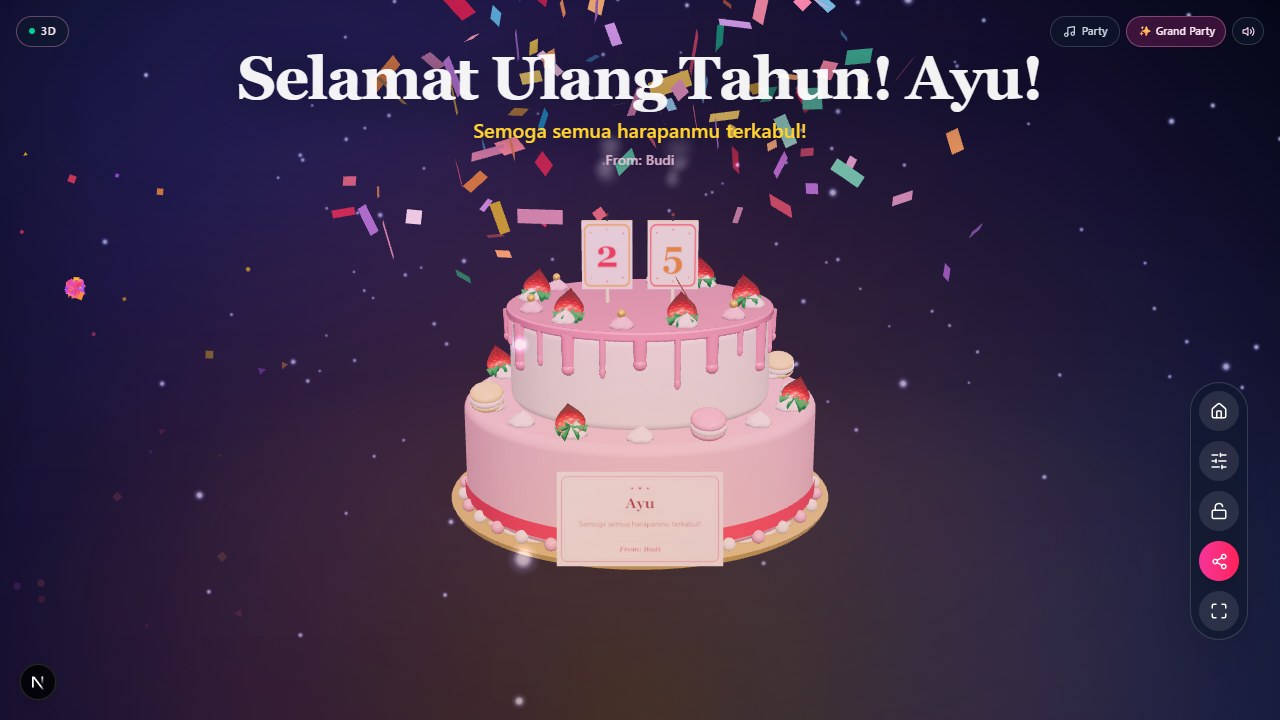 3D
Party
Grand Party
Selamat Ulang Tahun! Ayu!
Semoga semua harapanmu terkabul!
From: Budi
2 5
Ayu
Semoga semua harapanmu terkabul!
From: Budi
N